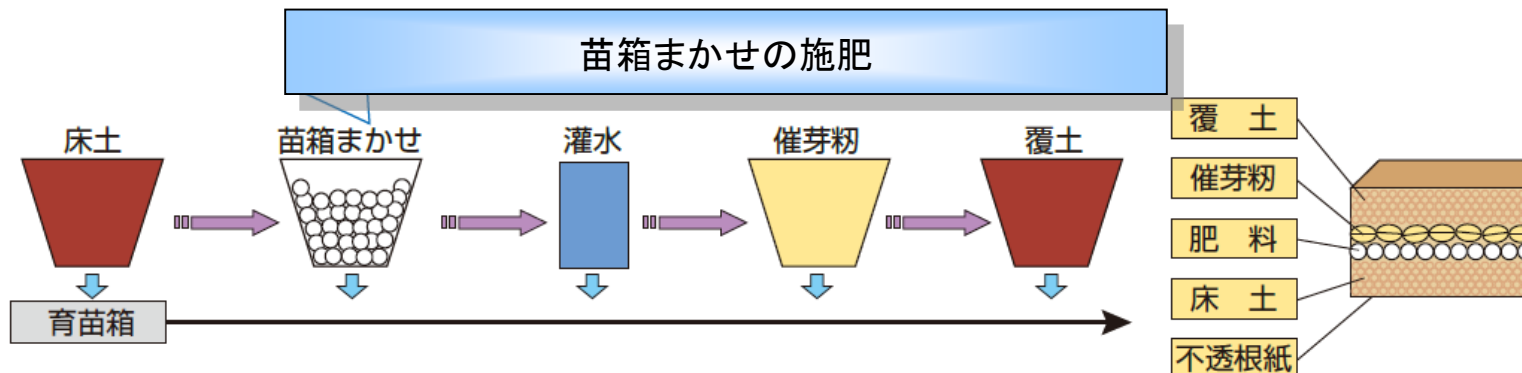 苗箱まかせの施肥
床土
苗箱まかせ
灌水
催芽籾
覆土
育苗箱
覆　土
催芽籾
肥　料
床　土
不透根紙